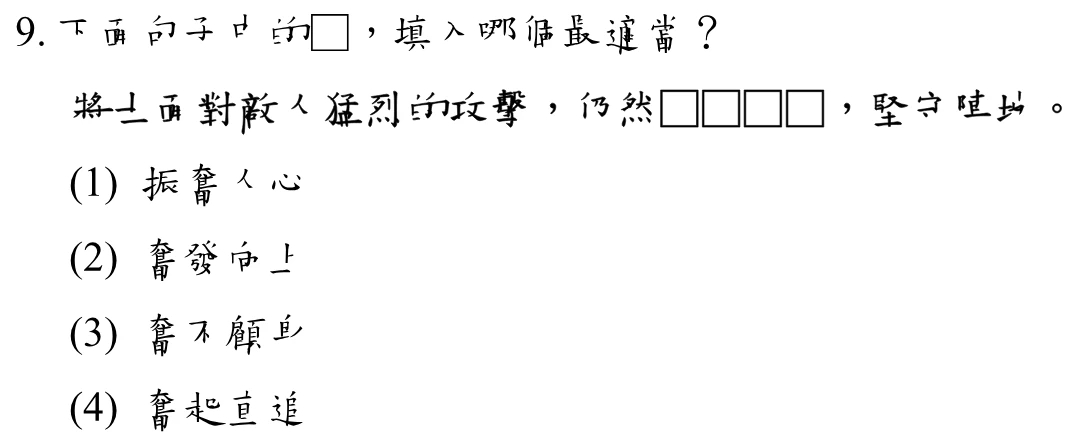 9. 下面句子中的□，填入哪個最適當？
將士面對敵人猛烈的攻擊，仍然□□□□，堅守陣地。
(1) 振奮人心
(2) 奮發向上
(3) 奮不顧身
(4) 奮起直追